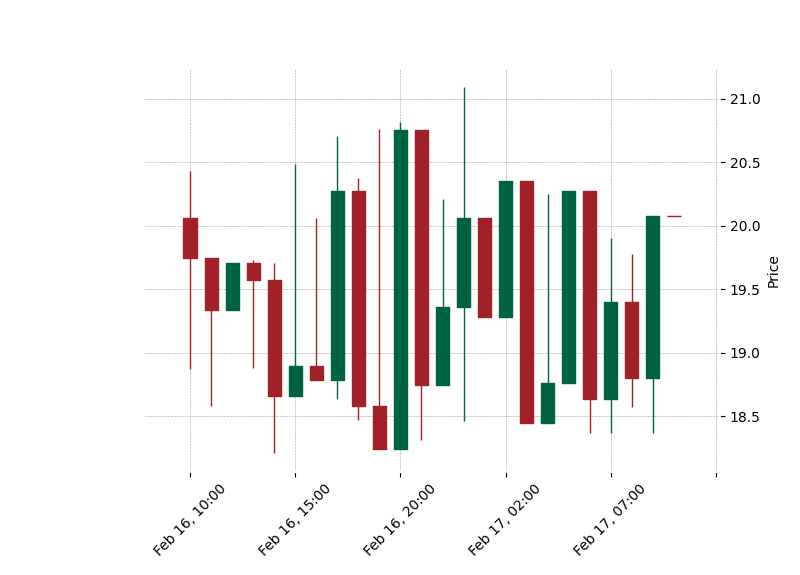 21.0
20.5
20.0
19.5
19.0
18.5
Price
Feb 16, 10:00
Feb 16, 15:00
Feb 16, 20:00
Feb 17, 02:00
Feb 17, 07:00